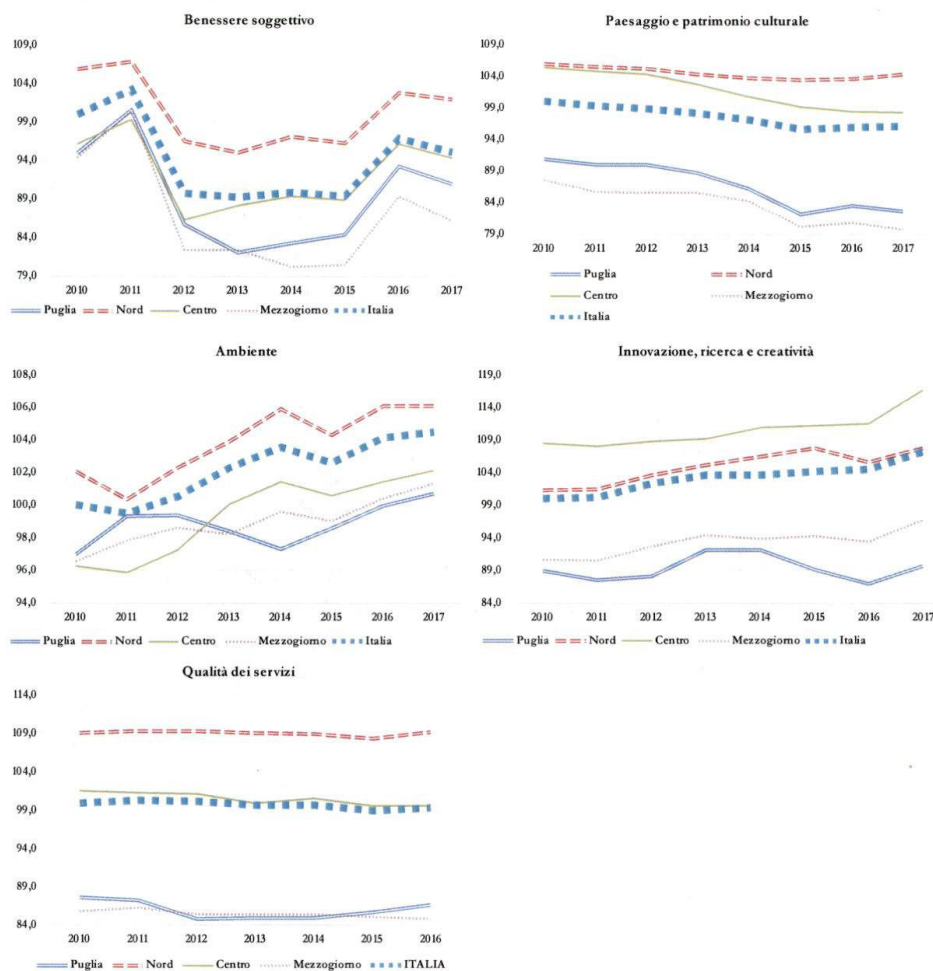 Benessere soggettivo
109,0
104,0
99,0
94,0
89,0
84,0
79,0
2010 2011 2012 2013 2014 2015 2016 2017
Puglia Nord Centro Mezzogiorno Italia
Paesaggio e patrimonio culturale
109,0
104,0
99,0
94,0
89,0
84,0
79,0
2010 2011 2012 2013 2014 2015 2016 2017
Puglia Nord
Centro Mezzogiorno
Italia
Ambiente
108,0
106,0
104,0
102,0
100,0
98,0
96,0
94,0
2010 2011 2012 2013 2014 2015 2016 2017
Puglia Nord Centro Mezzogiorno Italia
Innovazione, ricerca e creatività
119,0
114,0
109,0
104,0
99,0
94,0
89,0
84,0
2010 2011 2012 2013 2014 2015 2016 2017
Puglia Nord Centro Mezzogiorno Italia
Qualità dei servizi
114,0
109,0
104,0
99,0
94,0
89,0
84,0
2010 2011 2012 2013 2014 2015 2016
Puglia Nord Centro Mezzogiorno ITALIA